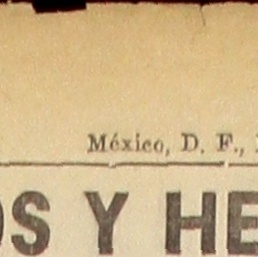 México, D. F.,
OS Y HE